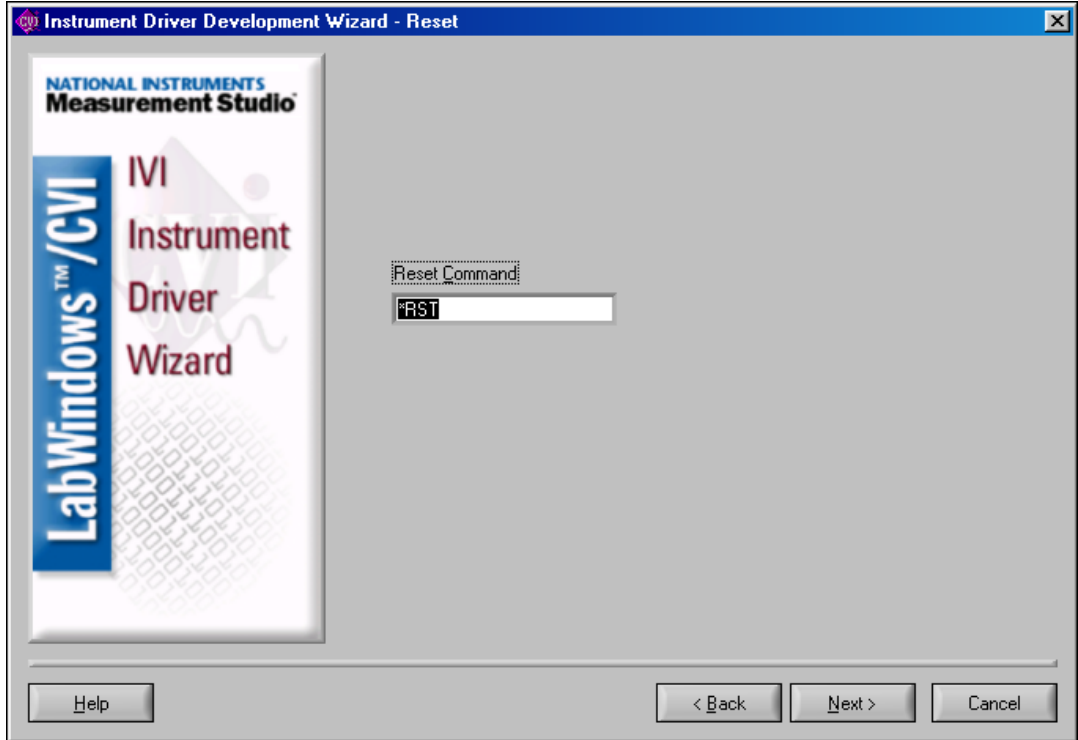 Instrument Driver Development Wizard - Reset
NATIONAL INSTRUMENTS
Measurement Studio™
LabWindows™/CVI
IVI
Instrument
Driver
Wizard
Reset Command
*RST
Help
< Back
Next >
Cancel